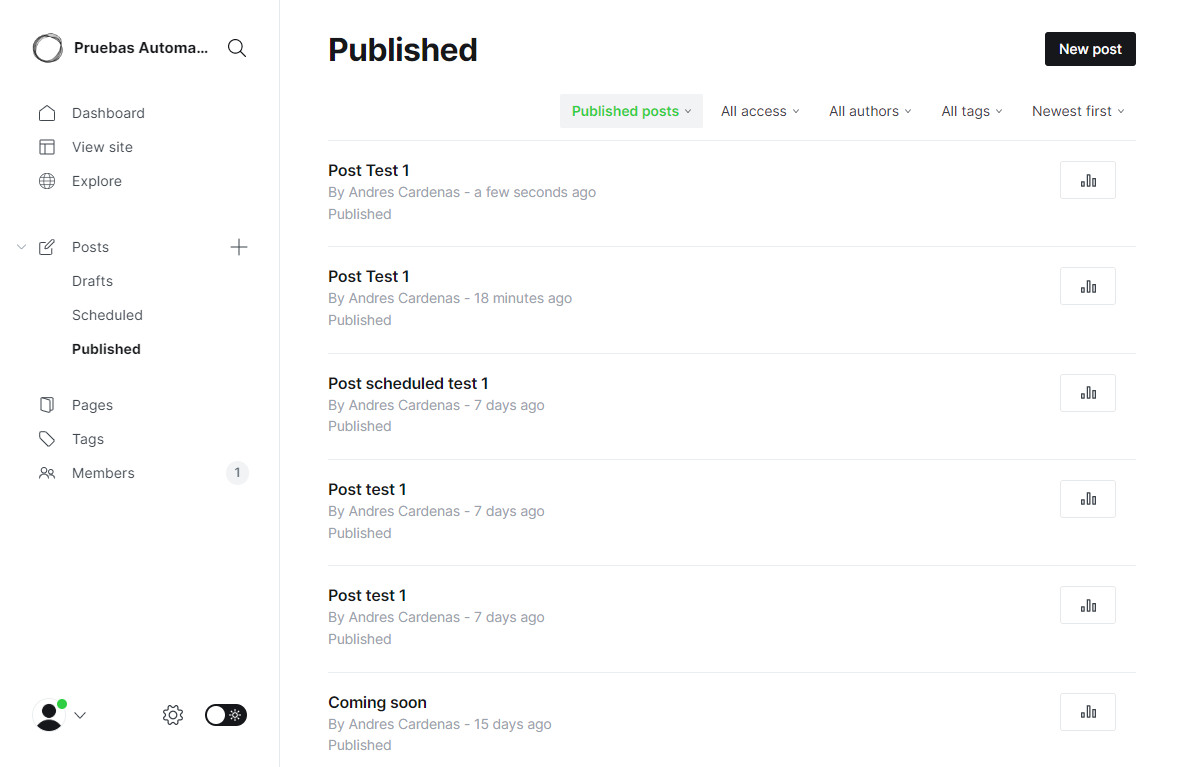 Pruebas Automa...
Dashboard
View site
Explore
Posts
Drafts
Scheduled
Published
Pages
Tags
Members
1
Published
New post
Published posts
All access
All authors
All tags
Newest first
Post Test 1
By Andres Cardenas - a few seconds ago
Published
Post Test 1
By Andres Cardenas - 18 minutes ago
Published
Post scheduled test 1
By Andres Cardenas - 7 days ago
Published
Post test 1
By Andres Cardenas - 7 days ago
Published
Post test 1
By Andres Cardenas - 7 days ago
Published
Coming soon
By Andres Cardenas - 15 days ago
Published